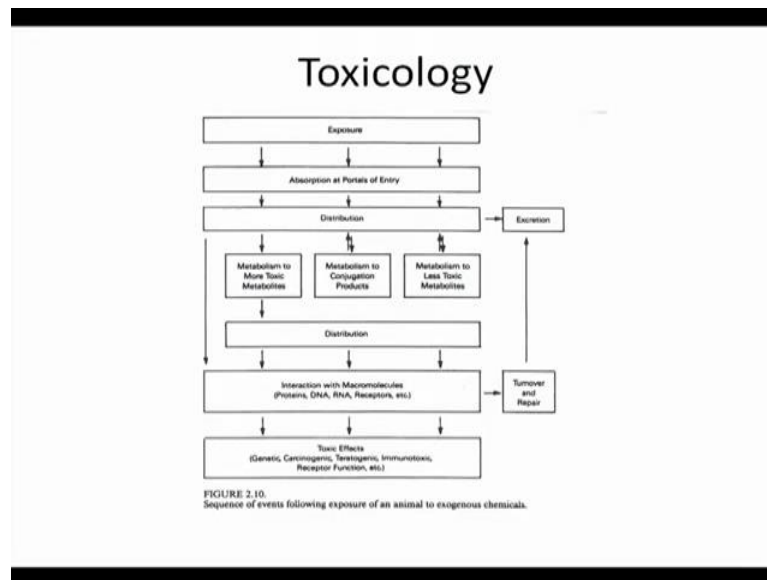 Toxicology
Exposure
Absorption at Portals of Entry
Distribution
Excretion
Metabolism to
More Toxic
Metabolites
Metabolism to
Conjugation
Products
Metabolism to
Less Toxic
Metabolites
Distribution
Interaction with Macromolecules
(Proteins, DNA, RNA, Receptors, etc.)
Turnover
and
Repair
Toxic Effects
(Genetic, Carcinogenic, Teratogenic, Immunotoxic,
Receptor Function, etc.)
FIGURE 2.10.
Sequence of events following exposure of an animal to exogenous chemicals.